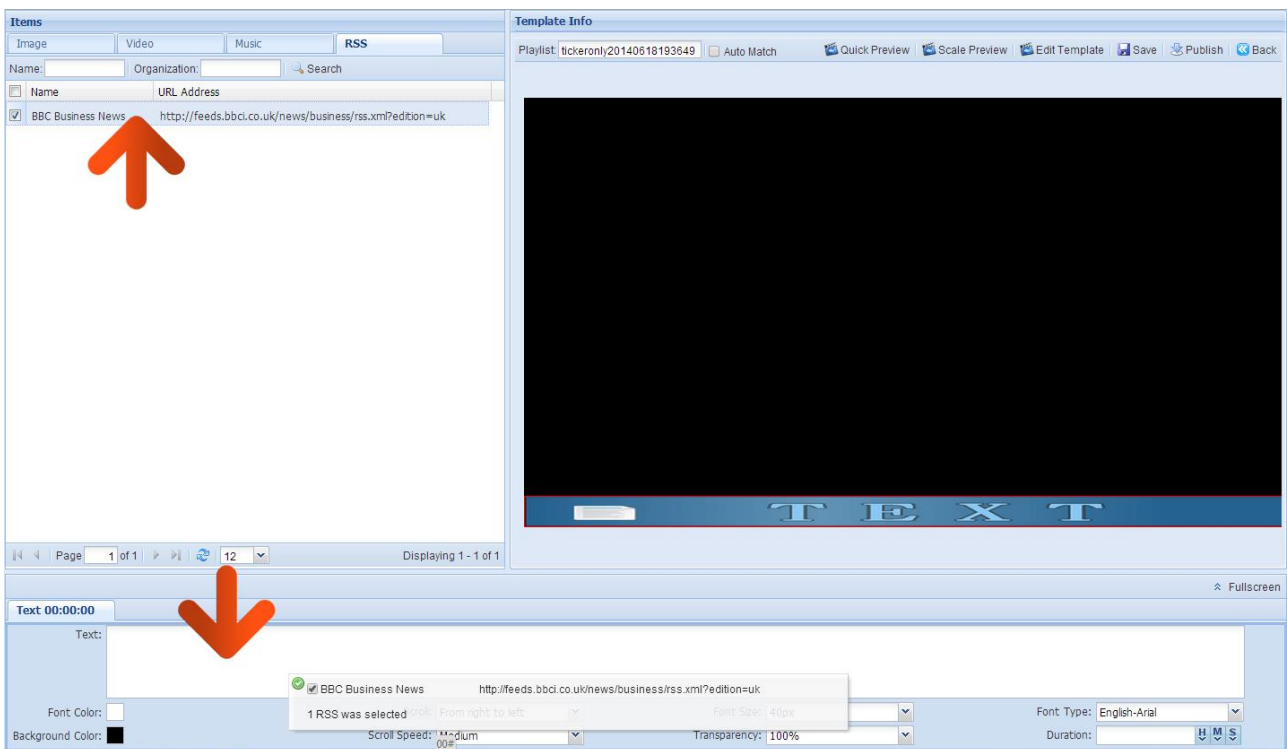 Items
Image Video Music RSS
Name: Organization: Search
Name URL Address
BBC Business News http://feeds.bbci.co.uk/news/business/rss.xml?edition=uk
Page 1 of 1 12 Displaying 1 - 1 of 1
Template Info
Playlist: tickeronly20140618193649 Auto Match Quick Preview Scale Preview Edit Template Save Publish Back
TEXT
Fullscreen
Text 00:00:00
Text:
BBC Business News http://feeds.bbci.co.uk/news/business/rss.xml?edition=uk
1 RSS was selected
Font Color: From right to left Font Size: 40px Font Type: English-Arial
Background Color: Scroll Speed: Medium Transparency: 100% Duration: H M S
00#